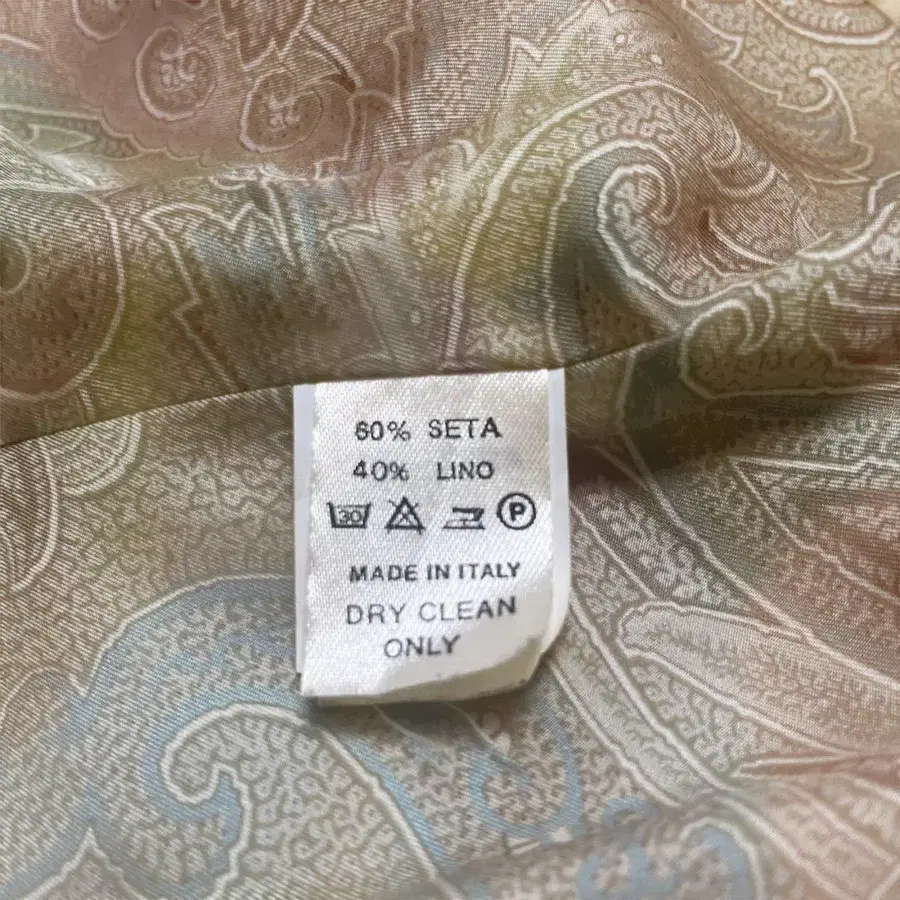 60% SETA
40% LINO
30 P
MADE IN ITALY
DRY CLEAN
ONLY